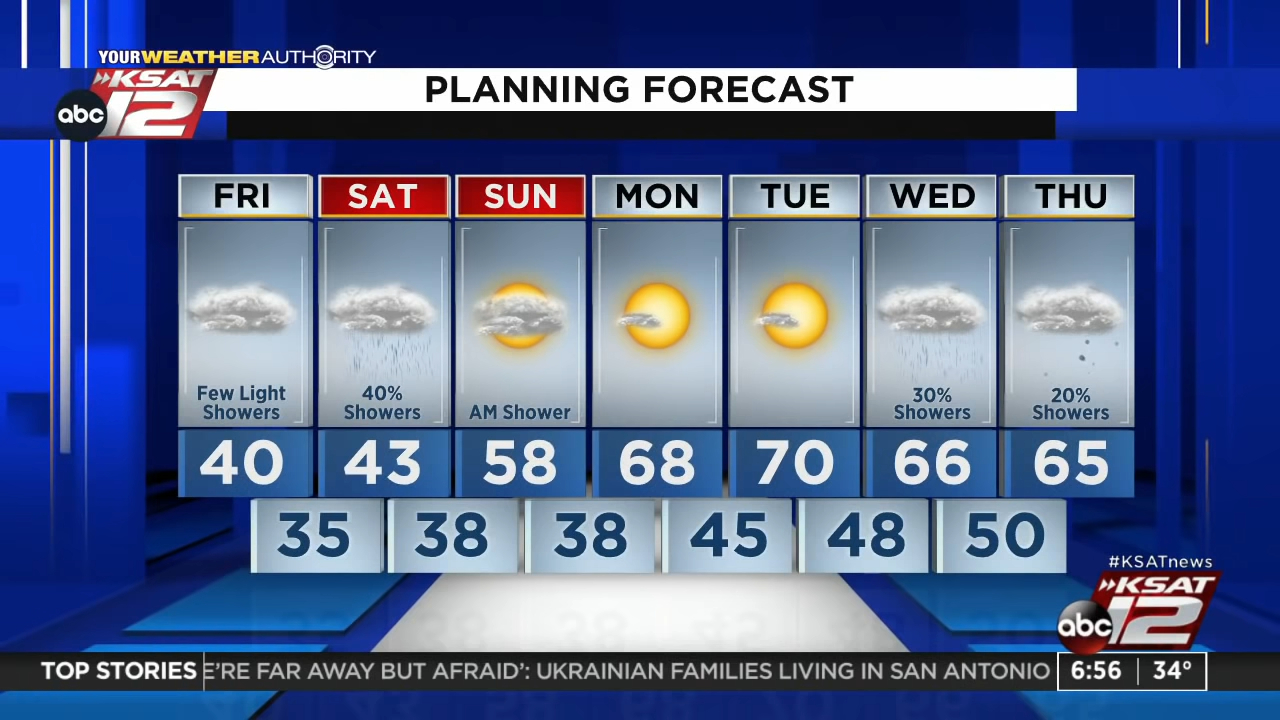 YOURWEATHERAUTHORITY
KSAT
abc 12
PLANNING FORECAST
FRI SAT SUN MON TUE WED THU
Few Light Showers
40% Showers
AM Shower
30% Showers
20% Showers
40 43 58 68 70 66 65
35 38 38 45 48 50
#KSATnews
KSAT
abc 12
TOP STORIES E'RE FAR AWAY BUT AFRAID': UKRAINIAN FAMILIES LIVING IN SAN ANTONIO 6:56 34°